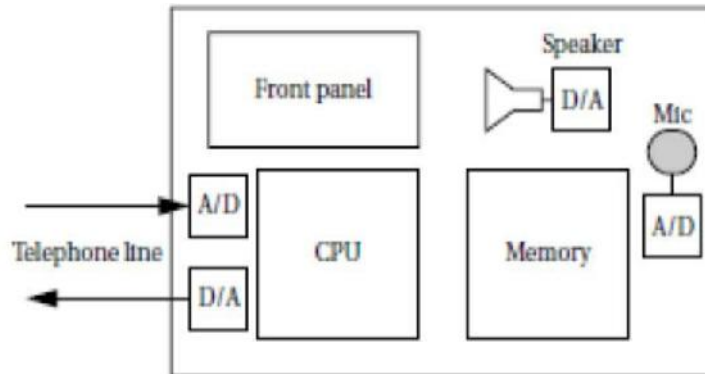 Speaker
Front panel
D/A
Mic
A/D
CPU
Memory
A/D
Telephone line
D/A